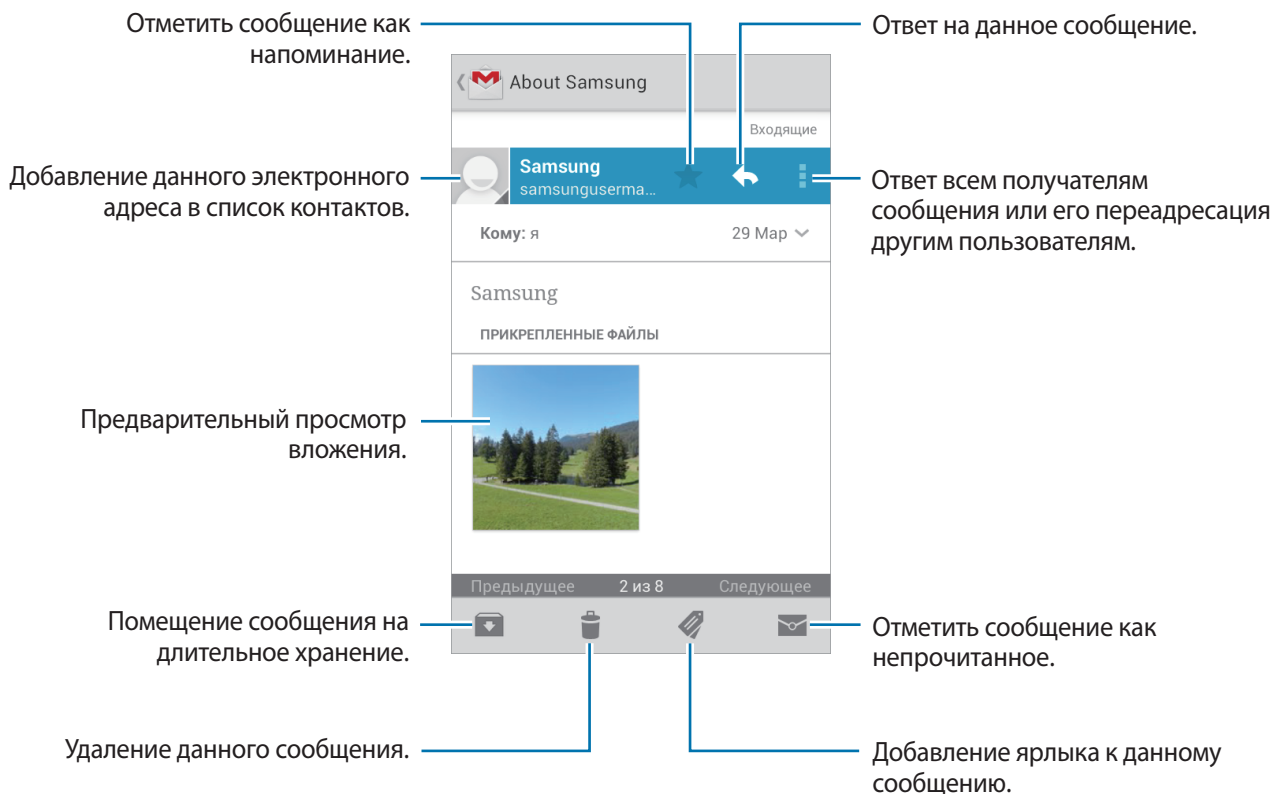 Отметить сообщение как
напоминание.
Ответ на данное сообщение.
About Samsung
Входящие
Samsung
samsunguserma...
Добавление данного электронного
адреса в список контактов.
Ответ всем получателям
сообщения или его переадресация
другим пользователям.
Кому: я
29 Мар
Samsung
ПРИКРЕПЛЕННЫЕ ФАЙЛЫ
Предварительный просмотр
вложения.
Предыдущее 2 из 8 Следующее
Помещение сообщения на
длительное хранение.
Отметить сообщение как
непрочитанное.
Удаление данного сообщения.
Добавление ярлыка к данному
сообщению.